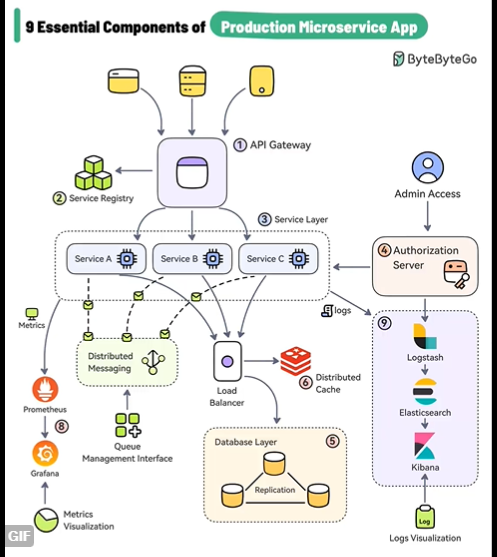 9 Essential Components of Production Microservice App
ByteByteGo
1 API Gateway
2 Service Registry
Admin Access
3 Service Layer
Service A
Service B
Service C
4 Authorization
Server
Metrics
logs
9
Distributed
Messaging
Logstash
Load
Balancer
6 Distributed
Cache
Prometheus
8
Elasticsearch
Queue
Management Interface
Grafana
Database Layer 5
Replication
Kibana
Metrics
Visualization
Log
Logs Visualization
GIF